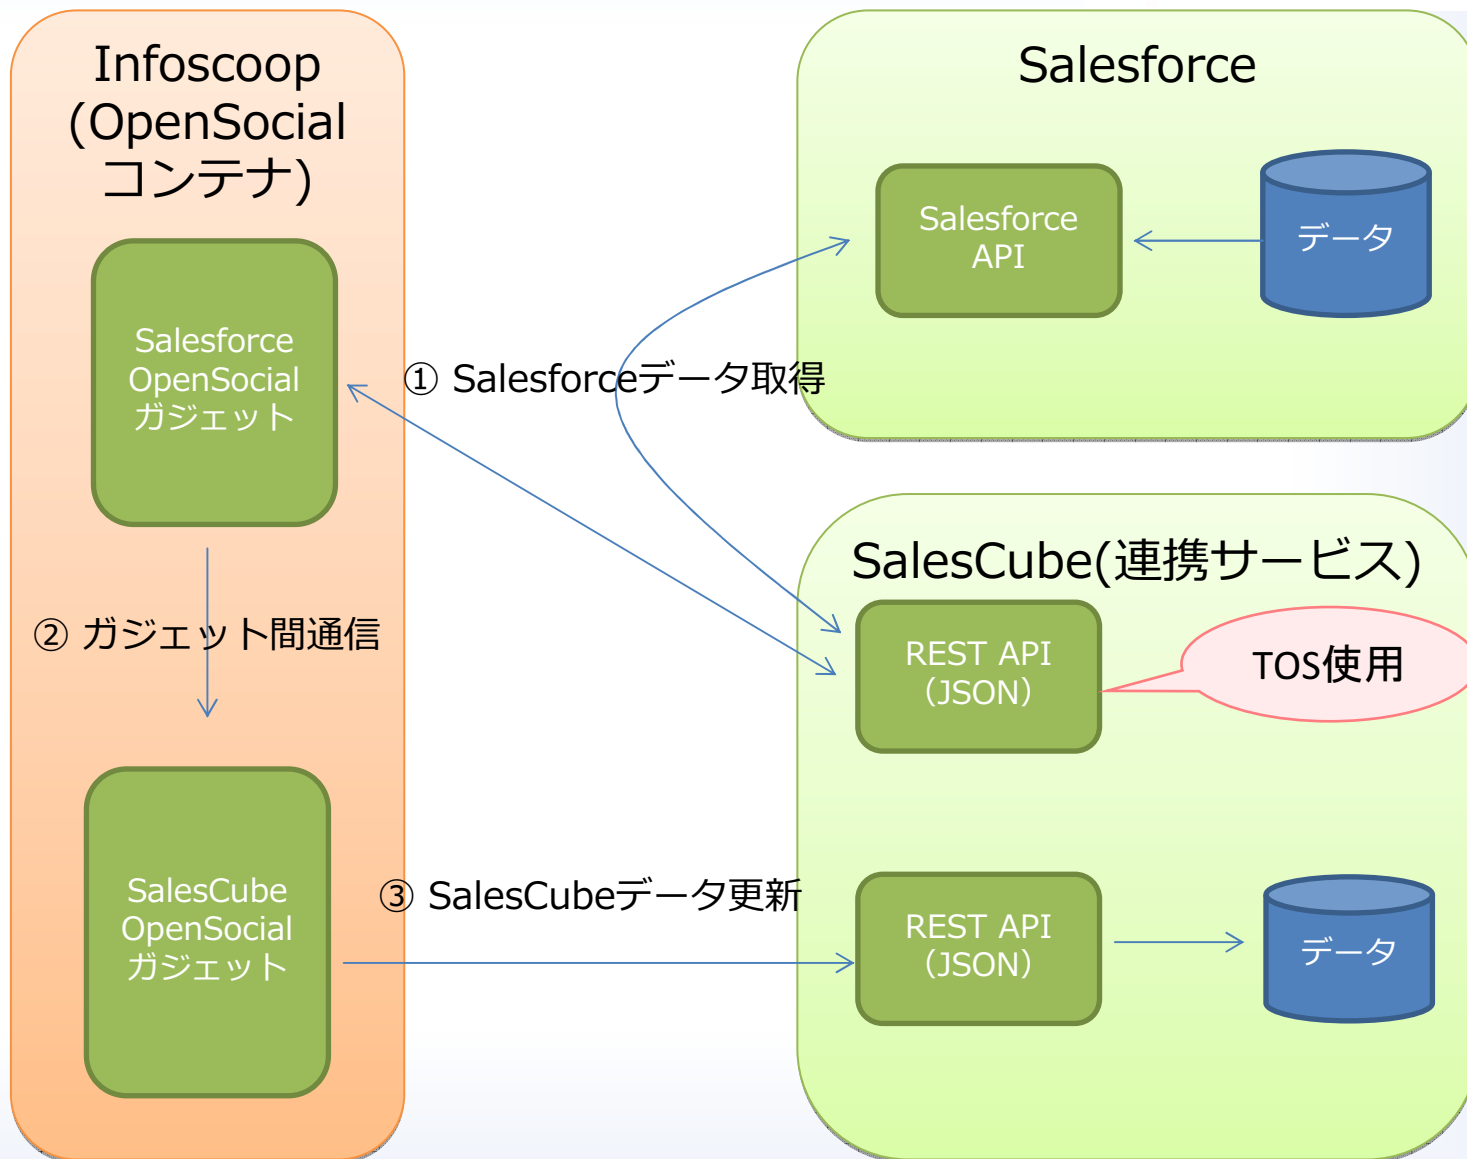 Infoscoop
(OpenSocial
コンテナ)
Salesforce
OpenSocial
ガジェット
② ガジェット間通信
SalesCube
OpenSocial
ガジェット
① Salesforceデータ取得
③ SalesCubeデータ更新
Salesforce
Salesforce
API
データ
SalesCube(連携サービス)
REST API
（JSON）
TOS使用
REST API
（JSON）
データ